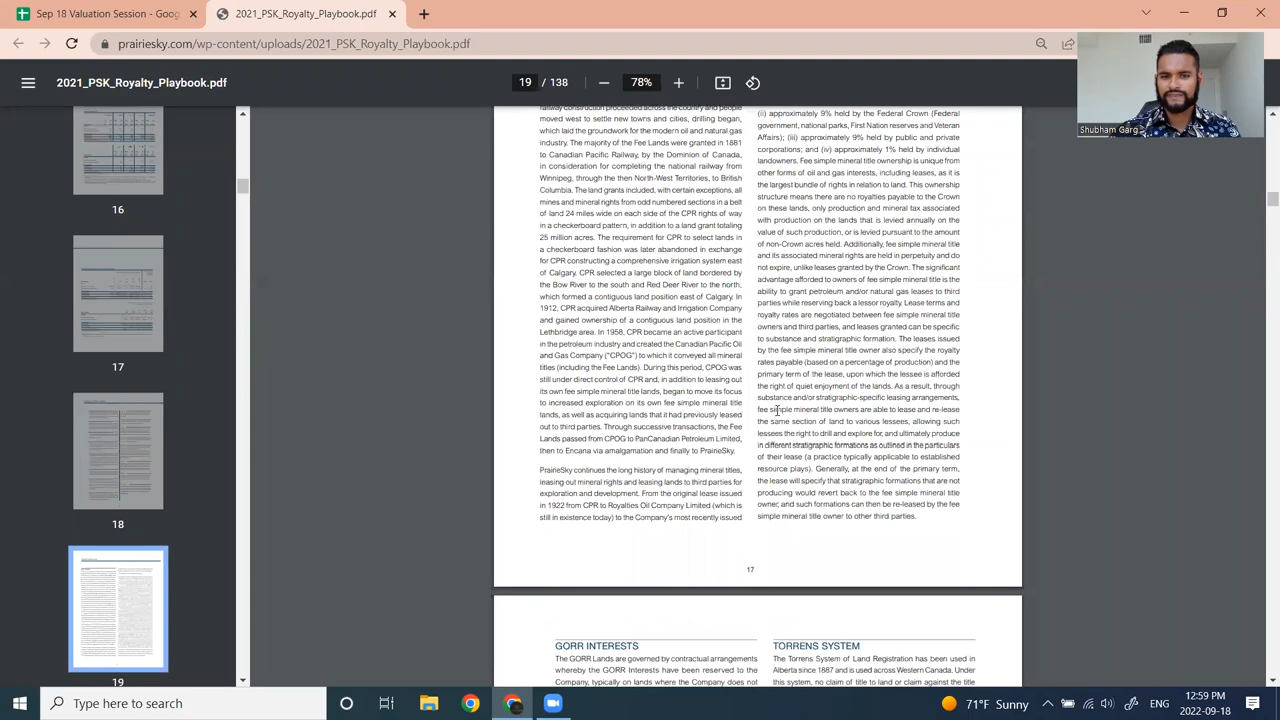 Sep 18 Valuation Session - Goog
2021_PSK_Royalty_Playbook.pdf
prairiesky.com/wp-content/uploads/2021_PSK_Royalty_Playbook.pdf
2021_PSK_Royalty_Playbook.pdf
19 / 138
78%
Shubham Garg
16
17
18
19
railway construction proceeded across the country and people
moved west to settle new towns and cities, drilling began,
which laid the groundwork for the modern oil and natural gas
industry. The majority of the Fee Lands were granted in 1881
to Canadian Pacific Railway, by the Dominion of Canada,
in consideration for completing the national railway from
Winnipeg, through the then North-West Territories, to British
Columbia. The land grants included, with certain exceptions, all
mines and mineral rights from odd numbered sections in a belt
of land 24 miles wide on each side of the CPR rights of way
in a checkerboard pattern, in addition to a land grant totaling
25 million acres. The requirement for CPR to select lands in
a checkerboard fashion was later abandoned in exchange
for CPR constructing a comprehensive irrigation system east
of Calgary. CPR selected a large block of land bordered by
the Bow River to the south and Red Deer River to the north,
which formed a contiguous land position east of Calgary. In
1912, CPR acquired Alberta Railway and Irrigation Company
and gained ownership of a contiguous land position in the
Lethbridge area. In 1958, CPR became an active participant
in the petroleum industry and created the Canadian Pacific Oil
and Gas Company ("CPOG") to which it conveyed all mineral
titles (including the Fee Lands). During this period, CPOG was
still under direct control of CPR and, in addition to leasing out
its own fee simple mineral title lands, began to move its focus
to increased exploration on its own fee simple mineral title
lands, as well as acquiring lands that it had previously leased
out to third parties. Through successive transactions, the Fee
Lands passed from CPOG to PanCanadian Petroleum Limited,
then to Encana via amalgamation and finally to PrairieSky.
PrairieSky continues the long history of managing mineral titles,
leasing out mineral rights and leasing lands to third parties for
exploration and development. From the original lease issued
in 1922 from CPR to Royalties Oil Company Limited (which is
still in existence today) to the Company's most recently issued
(ii) approximately 9% held by the Federal Crown (Federal
government, national parks, First Nation reserves and Veteran
Affairs); (iii) approximately 9% held by public and private
corporations; and (iv) approximately 1% held by individual
landowners. Fee simple mineral title ownership is unique from
other forms of oil and gas interests, including leases, as it is
the largest bundle of rights in relation to land. This ownership
structure means there are no royalties payable to the Crown
on these lands, only production and mineral tax associated
with production on the lands that is levied annually on the
value of such production, or is levied pursuant to the amount
of non-Crown acres held. Additionally, fee simple mineral title
and its associated mineral rights are held in perpetuity and do
not expire, unlike leases granted by the Crown. The significant
advantage afforded to owners of fee simple mineral title is the
ability to grant petroleum and/or natural gas leases to third
parties while reserving back a lessor royalty. Lease terms and
royalty rates are negotiated between fee simple mineral title
owners and third parties, and leases granted can be specific
to substance and stratigraphic formation. The leases issued
by the fee simple mineral title owner also specify the royalty
rates payable (based on a percentage of production) and the
primary term of the lease, upon which the lessee is afforded
the right of quiet enjoyment of the lands. As a result, through
substance and/or stratigraphic-specific leasing arrangements,
fee simple mineral title owners are able to lease and re-lease
the same section of land to various lessees, allowing such
lessees the right to drill and explore for, and ultimately produce
in different stratigraphic formations as outlined in the particulars
of their lease (a practice typically applicable to established
resource plays). Generally, at the end of the primary term,
the lease will specify that stratigraphic formations that are not
producing would revert back to the fee simple mineral title
owner, and such formations can then be re-leased by the fee
simple mineral title owner to other third parties.
17
GORR INTERESTS
The GORR Lands are governed by contractual arrangements
whereby the GORR Interests have been reserved to the
Company, typically on lands where the Company does not
TORRENS SYSTEM
The Torrens System of Land Registration has been used in
Alberta since 1887 and is used across Western Canada. Under
this system, no claim of title to land or claim against the title
Type here to search
71°F Sunny
ENG
12:59 PM
2022-09-18